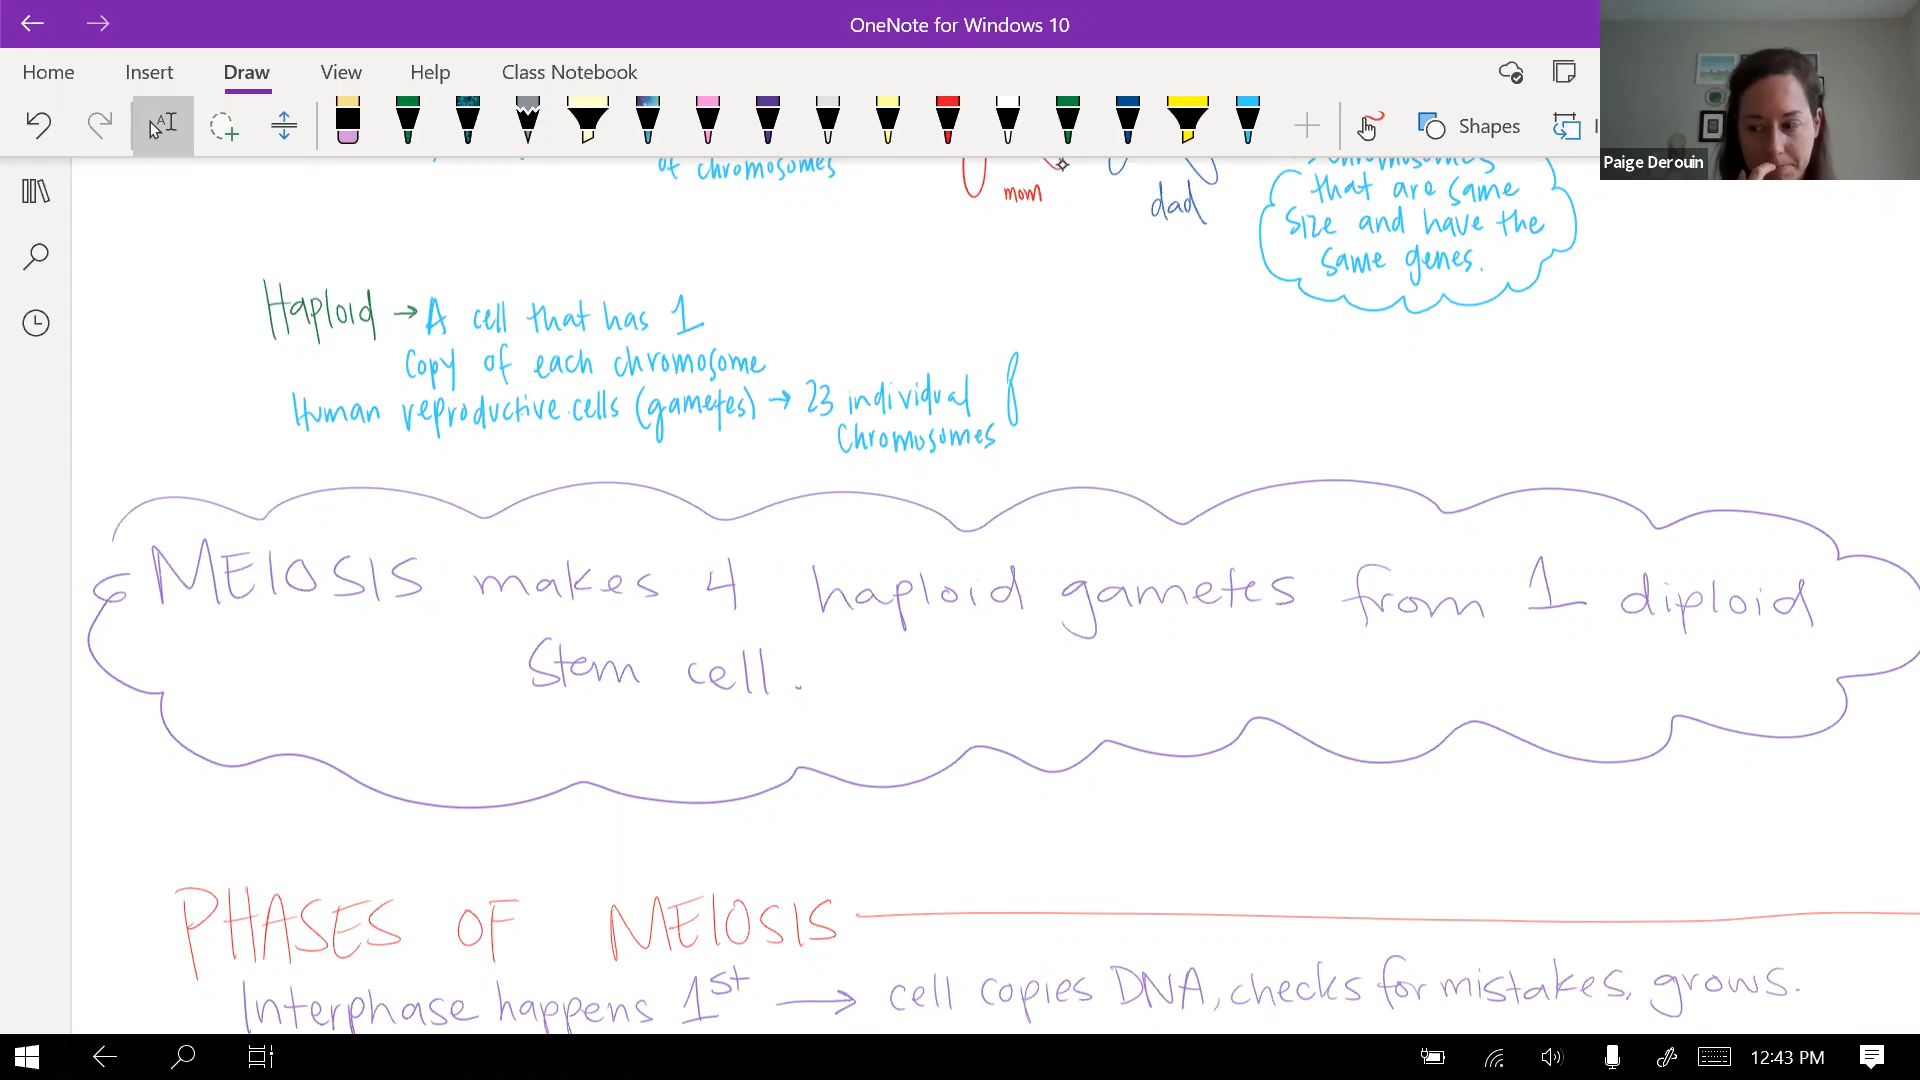 OneNote for Windows 10
Home Insert Draw View Help Class Notebook
Shapes
Paige Derouin
of chromosomes
mom
dad
chromosomes
that are same
size and have the
same genes.
Haploid → A cell that has 1
copy of each chromosome
Human reproductive cells (gametes) → 23 individual
chromosomes
MEIOSIS makes 4 haploid gametes from 1 diploid
stem cell.
PHASES OF MEIOSIS
Interphase happens 1st → cell copies DNA, checks for mistakes, grows.
12:43 PM